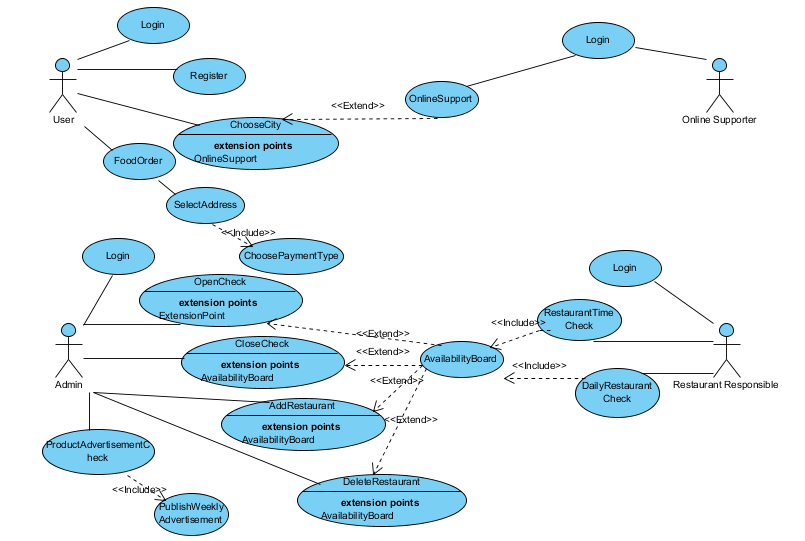 Login
Login
Register
OnlineSupport
<<Extend>>
User
Online Supporter
ChooseCity
extension points
OnlineSupport
FoodOrder
SelectAddress
<<Include>>
ChoosePaymentType
Login
Login
OpenCheck
extension points
ExtensionPoint
RestaurantTime
Check
<<Include>>
<<Extend>>
CloseCheck
<<Extend>>
AvailabilityBoard
extension points
AvailabilityBoard
<<Include>>
Admin
Restaurant Responsible
<<Extend>>
DailyRestaurant
Check
AddRestaurant
extension points
AvailabilityBoard
<<Extend>>
ProductAdvertisementC
heck
DeleteRestaurant
extension points
AvailabilityBoard
<<Include>>
PublishWeekly
Advertisement